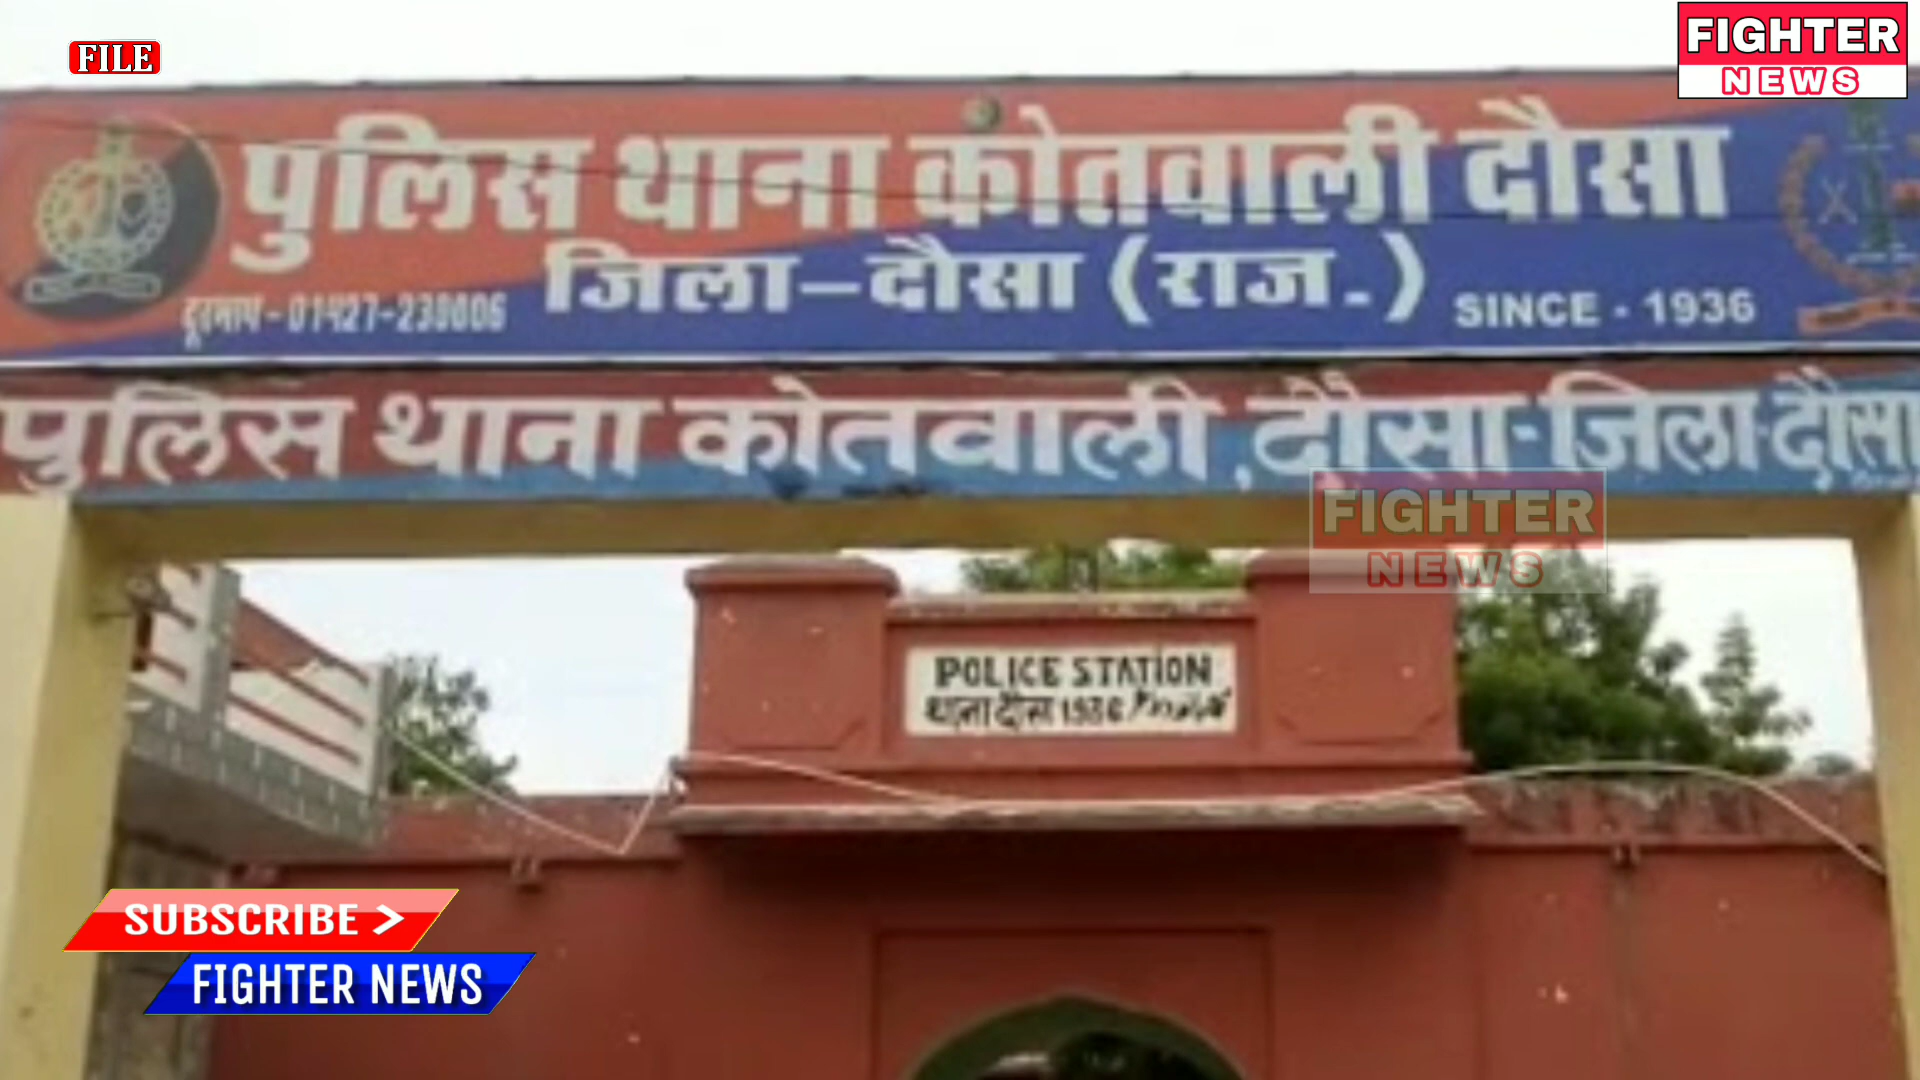 FILE
FIGHTER
NEWS
पुलिस थाना कोतवाली दौसा
जिला-दौसा (राज.)
दूरभाष-01427-230006
SINCE - 1936
पुलिस थाना कोतवाली, दौसा-जिला-दौसा
FIGHTER
NEWS
POLICE STATION
थाना दौसा 1936
SUBSCRIBE >
FIGHTER NEWS